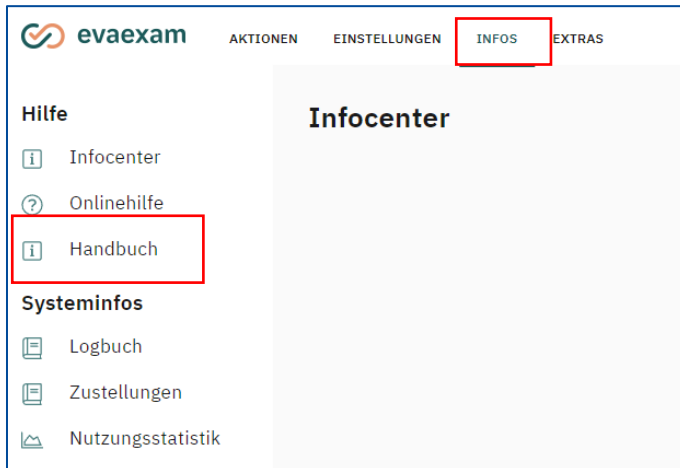 evaexam AKTIONEN EINSTELLUNGEN INFOS EXTRAS
Hilfe
Infocenter
Infocenter
Onlinehilfe
Handbuch
Systeminfos
Logbuch
Zustellungen
Nutzungsstatistik